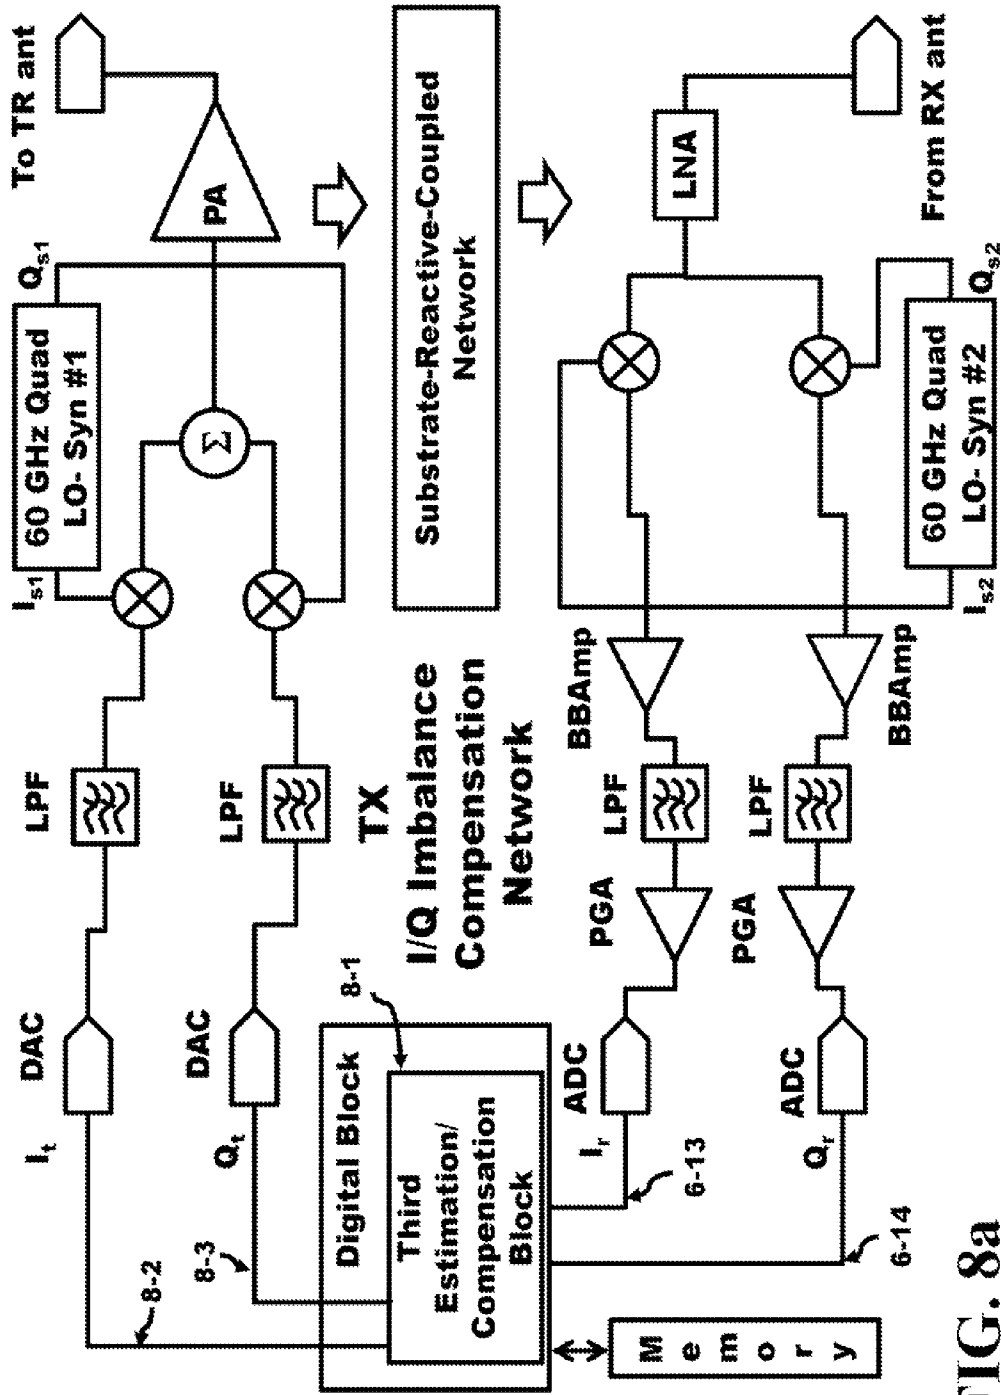 To TR ant
PA
60 GHz Quad
LO- Syn #1
I_s1
Q_s1
Σ
LPF
LPF
DAC
DAC
I_t
Q_t
8-2
8-3
Substrate-Reactive-Coupled
Network
TX
I/Q Imbalance
Compensation
Network
8-1
Digital Block
Third
Estimation/
Compensation
Block
Memory
From RX ant
LNA
60 GHz Quad
LO- Syn #2
I_s2
Q_s2
BBAmp
BBAmp
LPF
LPF
PGA
PGA
ADC
ADC
I_r
Q_r
6-13
6-14
FIG. 8a